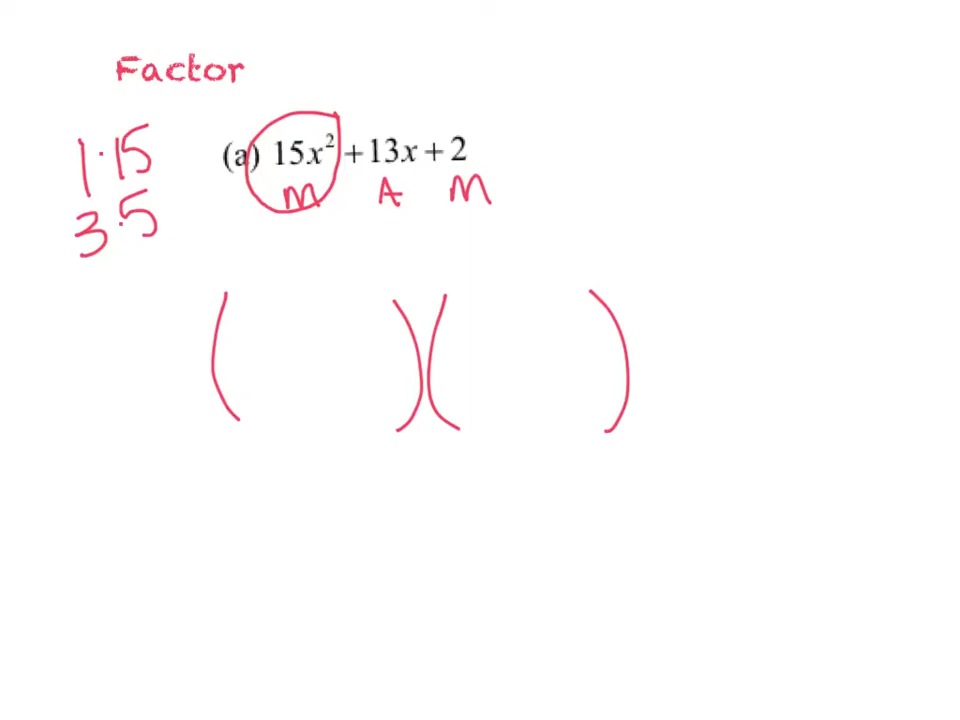 Factor
1·15
(a) 15x² + 13x + 2
M A M
3·5
( )( )